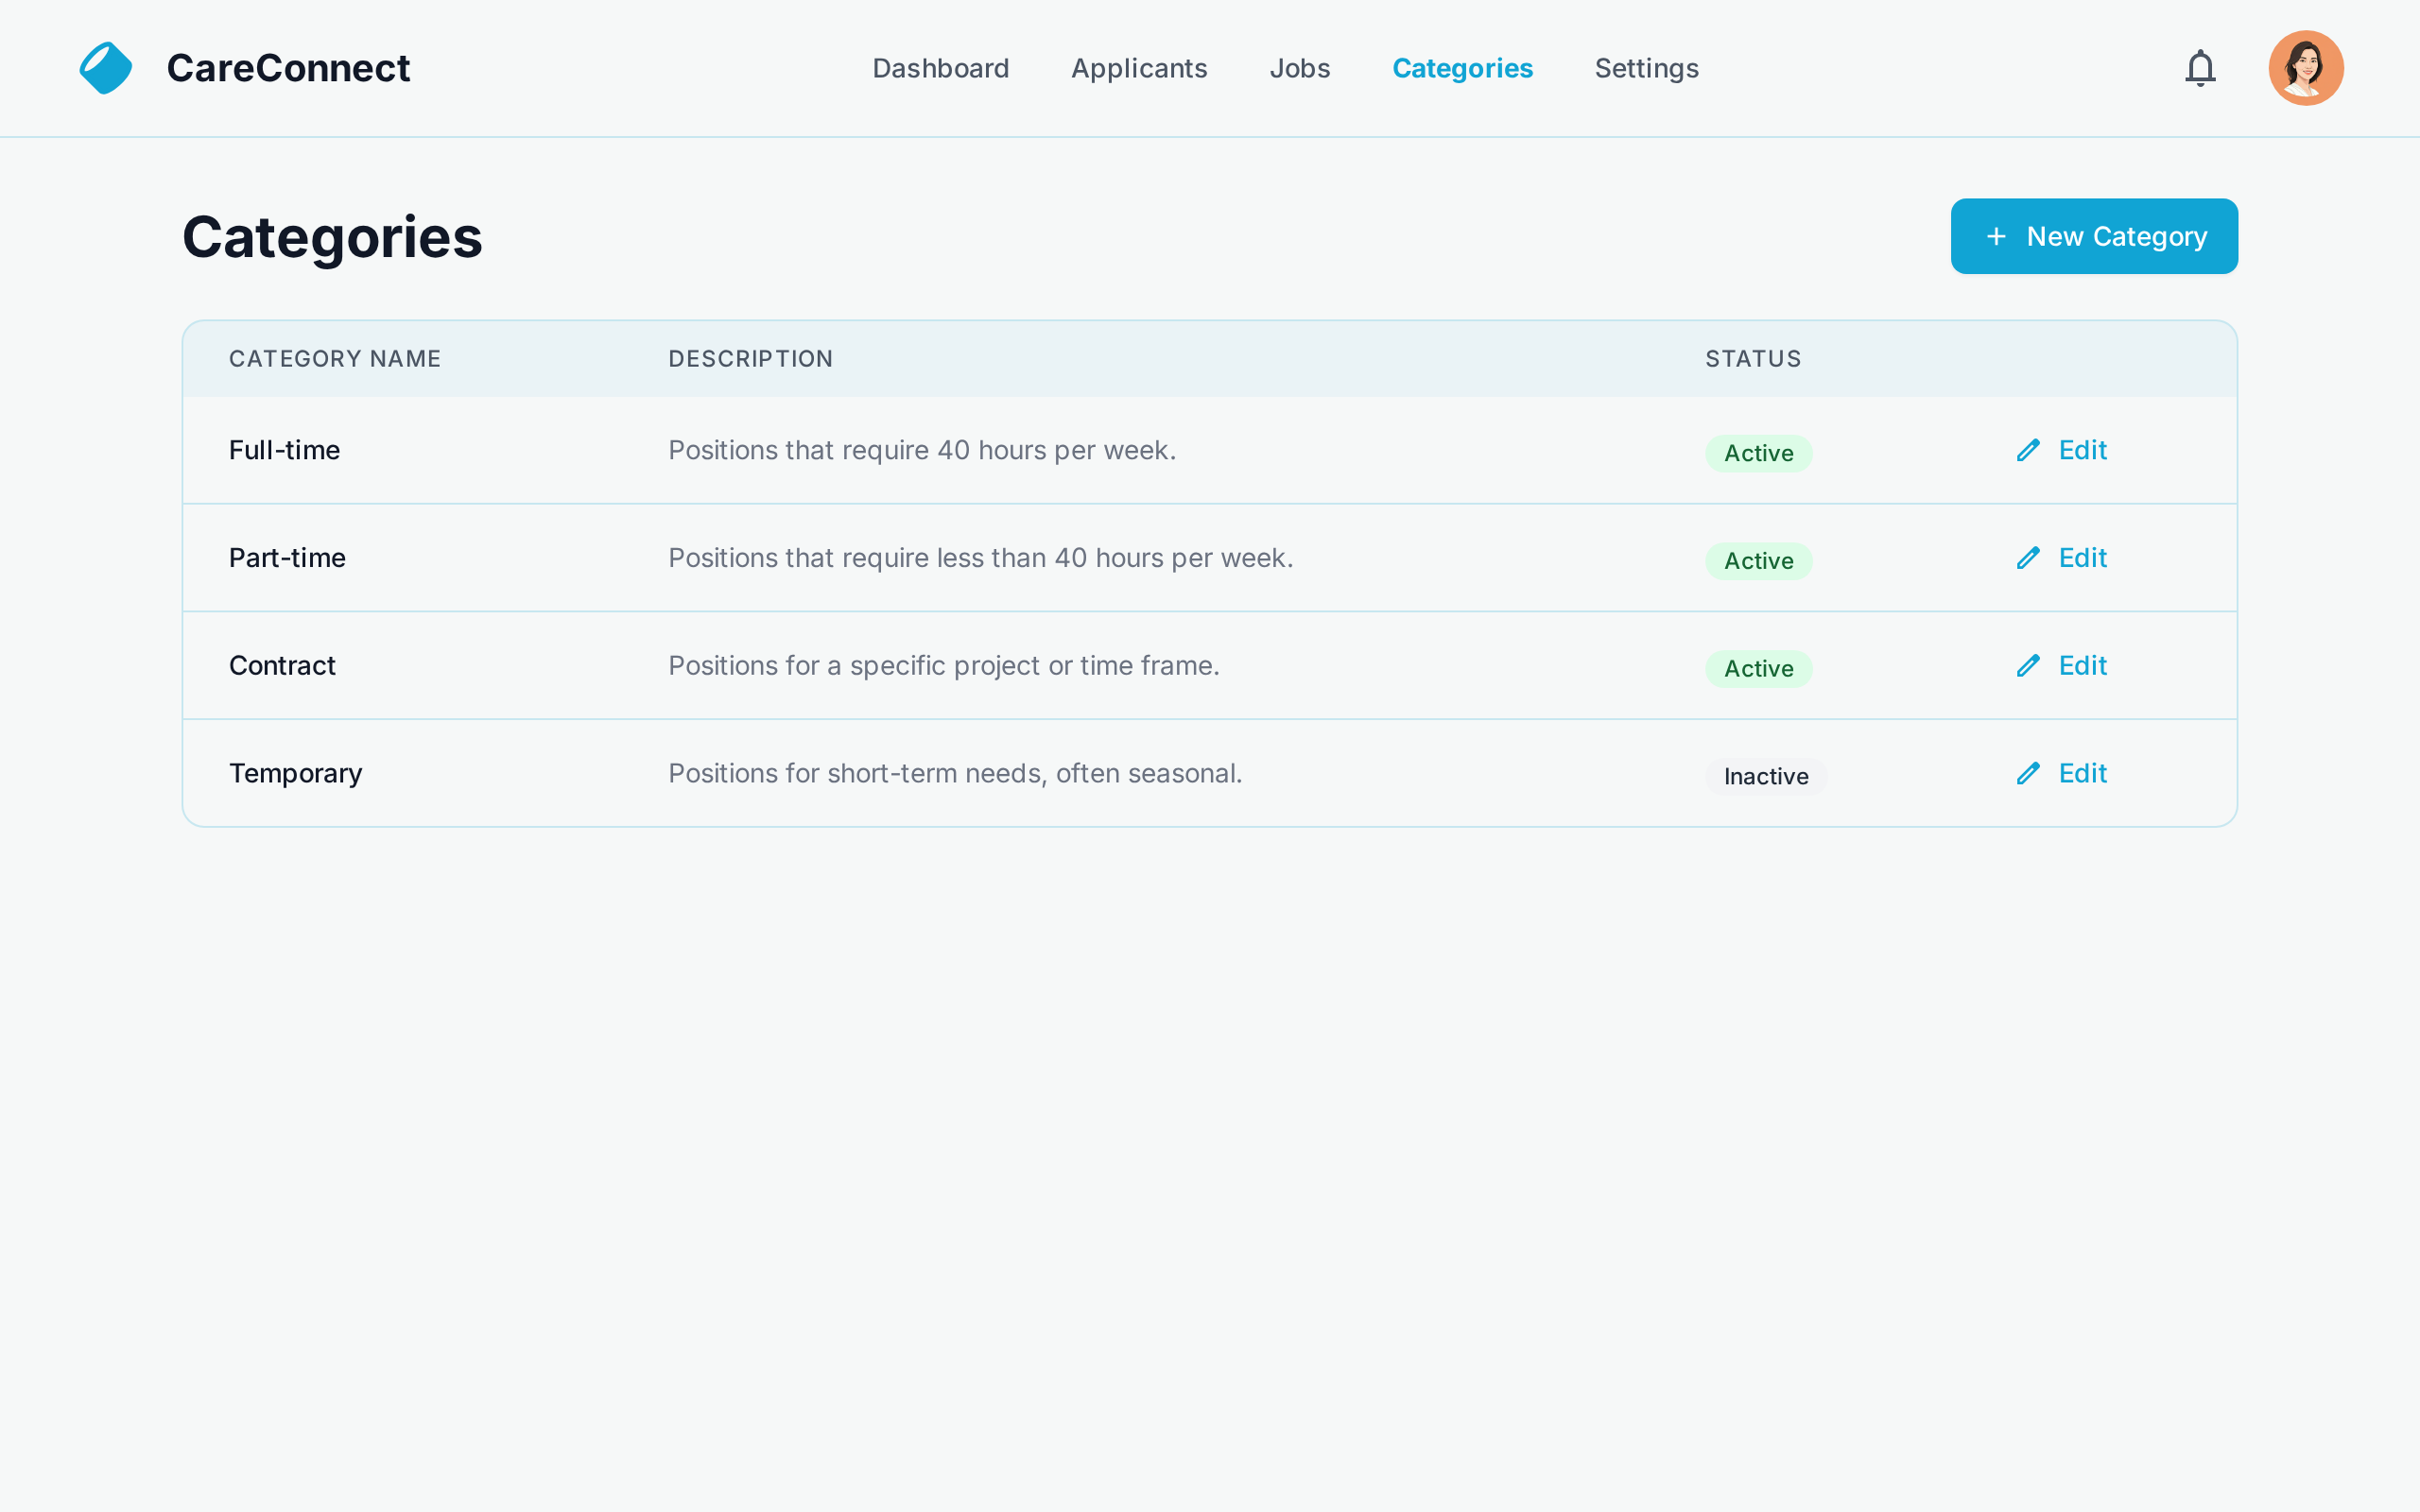 CareConnect
Dashboard Applicants Jobs Categories Settings
Categories
New Category
CATEGORY NAME DESCRIPTION STATUS
Full-time Positions that require 40 hours per week. Active Edit
Part-time Positions that require less than 40 hours per week. Active Edit
Contract Positions for a specific project or time frame. Active Edit
Temporary Positions for short-term needs, often seasonal. Inactive Edit